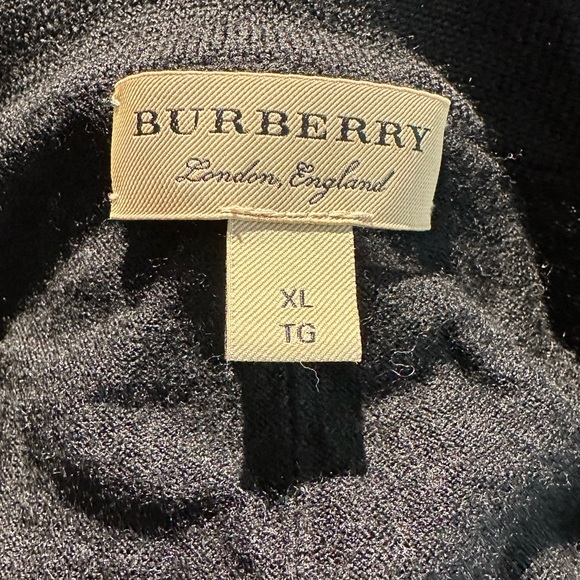 BURBERRY
London, England
XL
TG